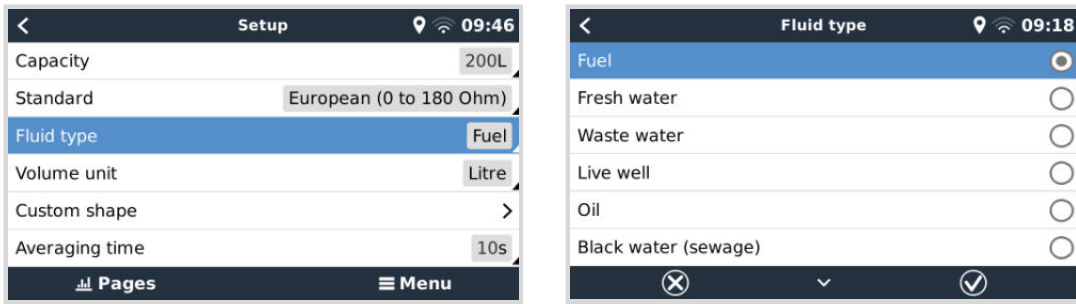 Setup 09:46
Capacity 200L
Standard European (0 to 180 Ohm)
Fluid type Fuel
Volume unit Litre
Custom shape
Averaging time 10s
Pages Menu
Fluid type 09:18
Fuel
Fresh water
Waste water
Live well
Oil
Black water (sewage)